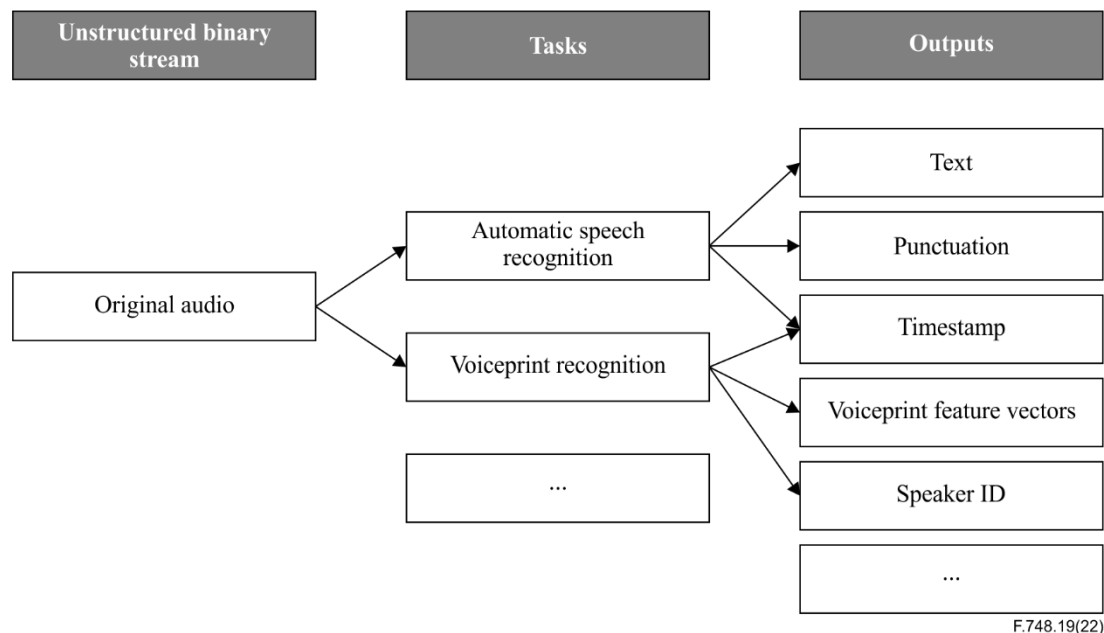 Unstructured binary
stream
Tasks
Outputs
Text
Automatic speech
recognition
Punctuation
Original audio
Timestamp
Voiceprint recognition
Voiceprint feature vectors
...
Speaker ID
...
F.748.19(22)